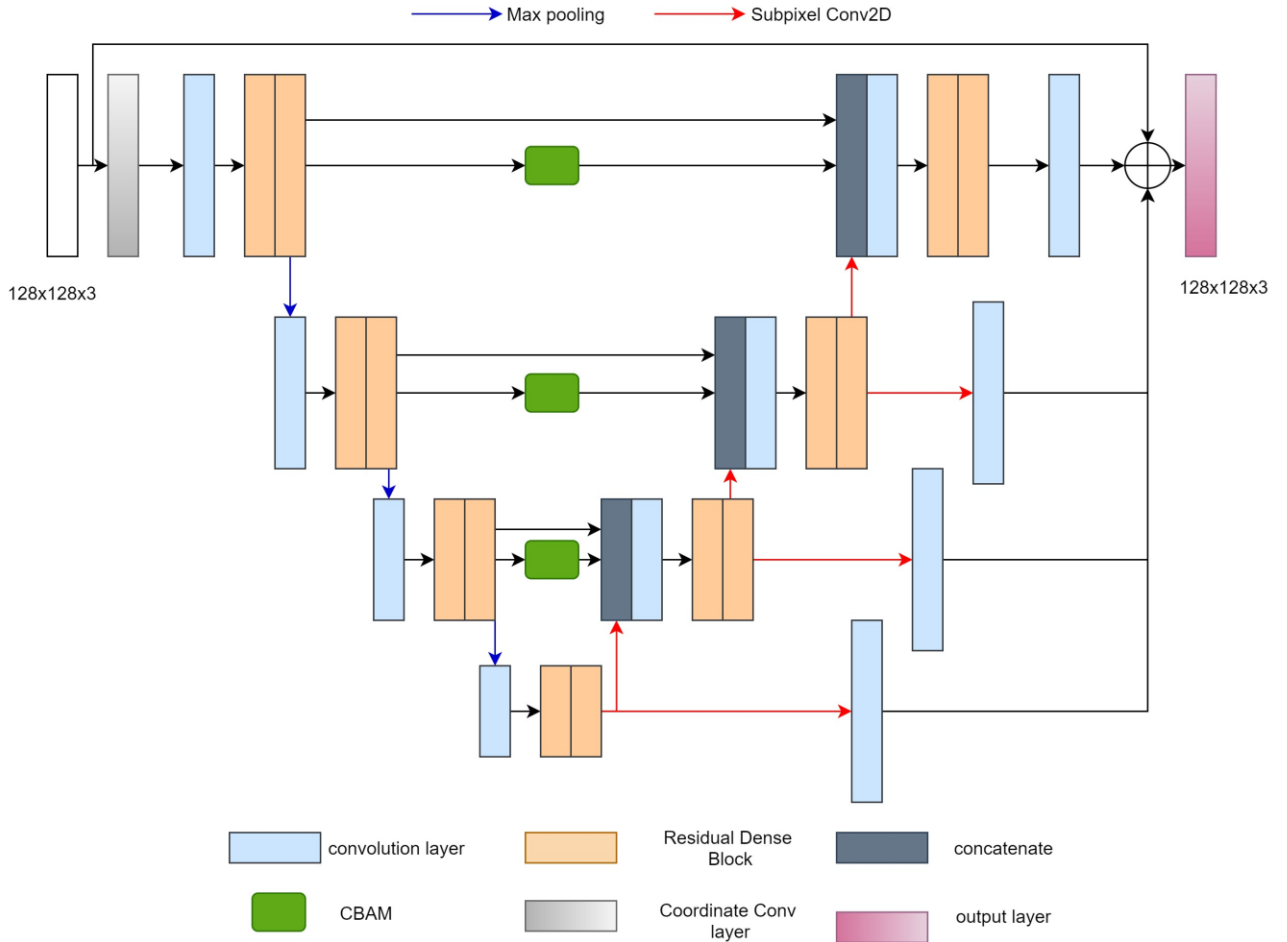 Max pooling
Subpixel Conv2D
128x128x3
128x128x3
convolution layer
Residual Dense
Block
concatenate
CBAM
Coordinate Conv
layer
output layer